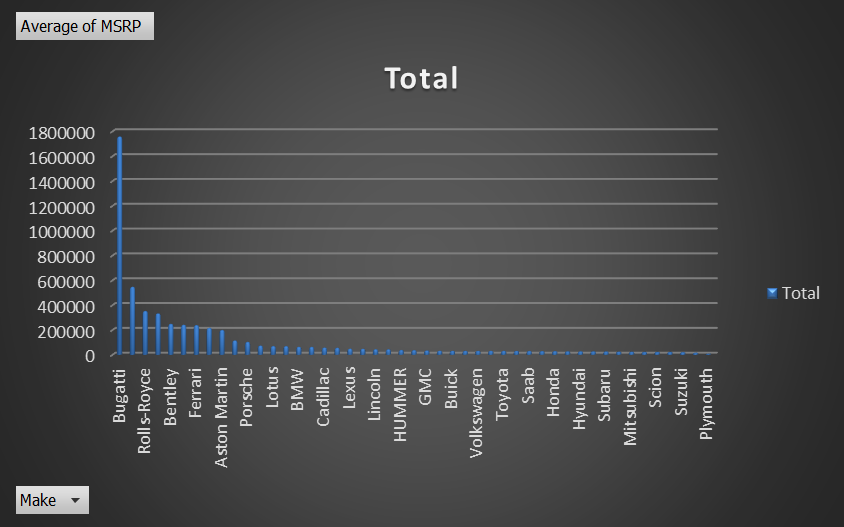 Average of MSRP
Total
1800000
1600000
1400000
1200000
1000000
800000
600000
400000
200000
0
Bugatti
Rolls-Royce
Bentley
Ferrari
Aston Martin
Porsche
Lotus
BMW
Cadillac
Lexus
Lincoln
HUMMER
GMC
Buick
Volkswagen
Toyota
Saab
Honda
Hyundai
Subaru
Mitsubishi
Scion
Suzuki
Plymouth
Total
Make